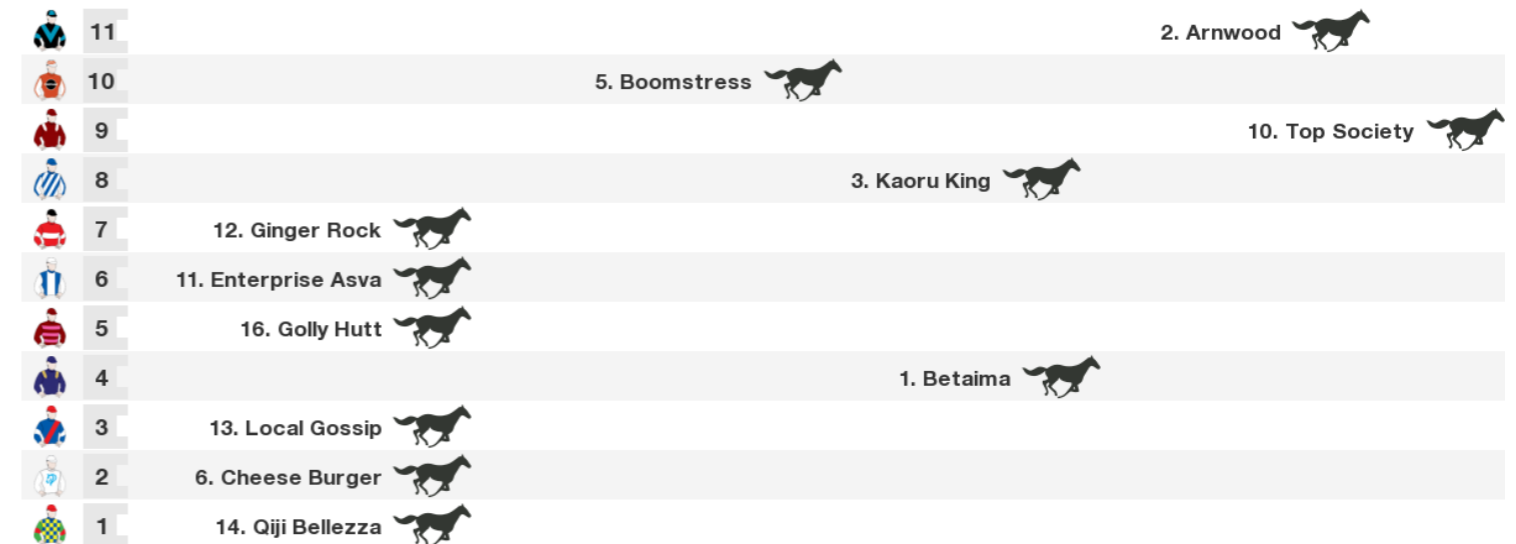 11 2. Arnwood
10 5. Boomstress
9 10. Top Society
8 3. Kaoru King
7 12. Ginger Rock
6 11. Enterprise Asva
5 16. Golly Hutt
4 1. Betaima
3 13. Local Gossip
2 6. Cheese Burger
1 14. Qiji Bellezza